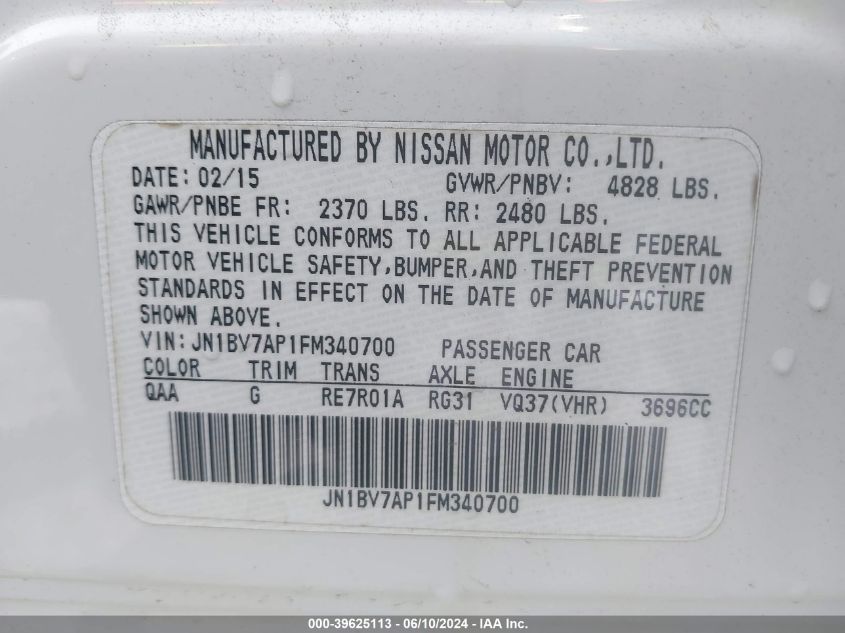 MANUFACTURED BY NISSAN MOTOR CO.,LTD.
DATE: 02/15 GVWR/PNBV: 4828 LBS.
GAWR/PNBE FR: 2370 LBS. RR: 2480 LBS.
THIS VEHICLE CONFORMS TO ALL APPLICABLE FEDERAL
MOTOR VEHICLE SAFETY,BUMPER,AND THEFT PREVENTION
STANDARDS IN EFFECT ON THE DATE OF MANUFACTURE
SHOWN ABOVE.
VIN:JN1BV7AP1FM340700 PASSENGER CAR
COLOR TRIM TRANS AXLE ENGINE
QAA G RE7R01A RG31 VQ37(VHR) 3696CC
JN1BV7AP1FM340700
000-39625113 - 06/10/2024 - IAA Inc.